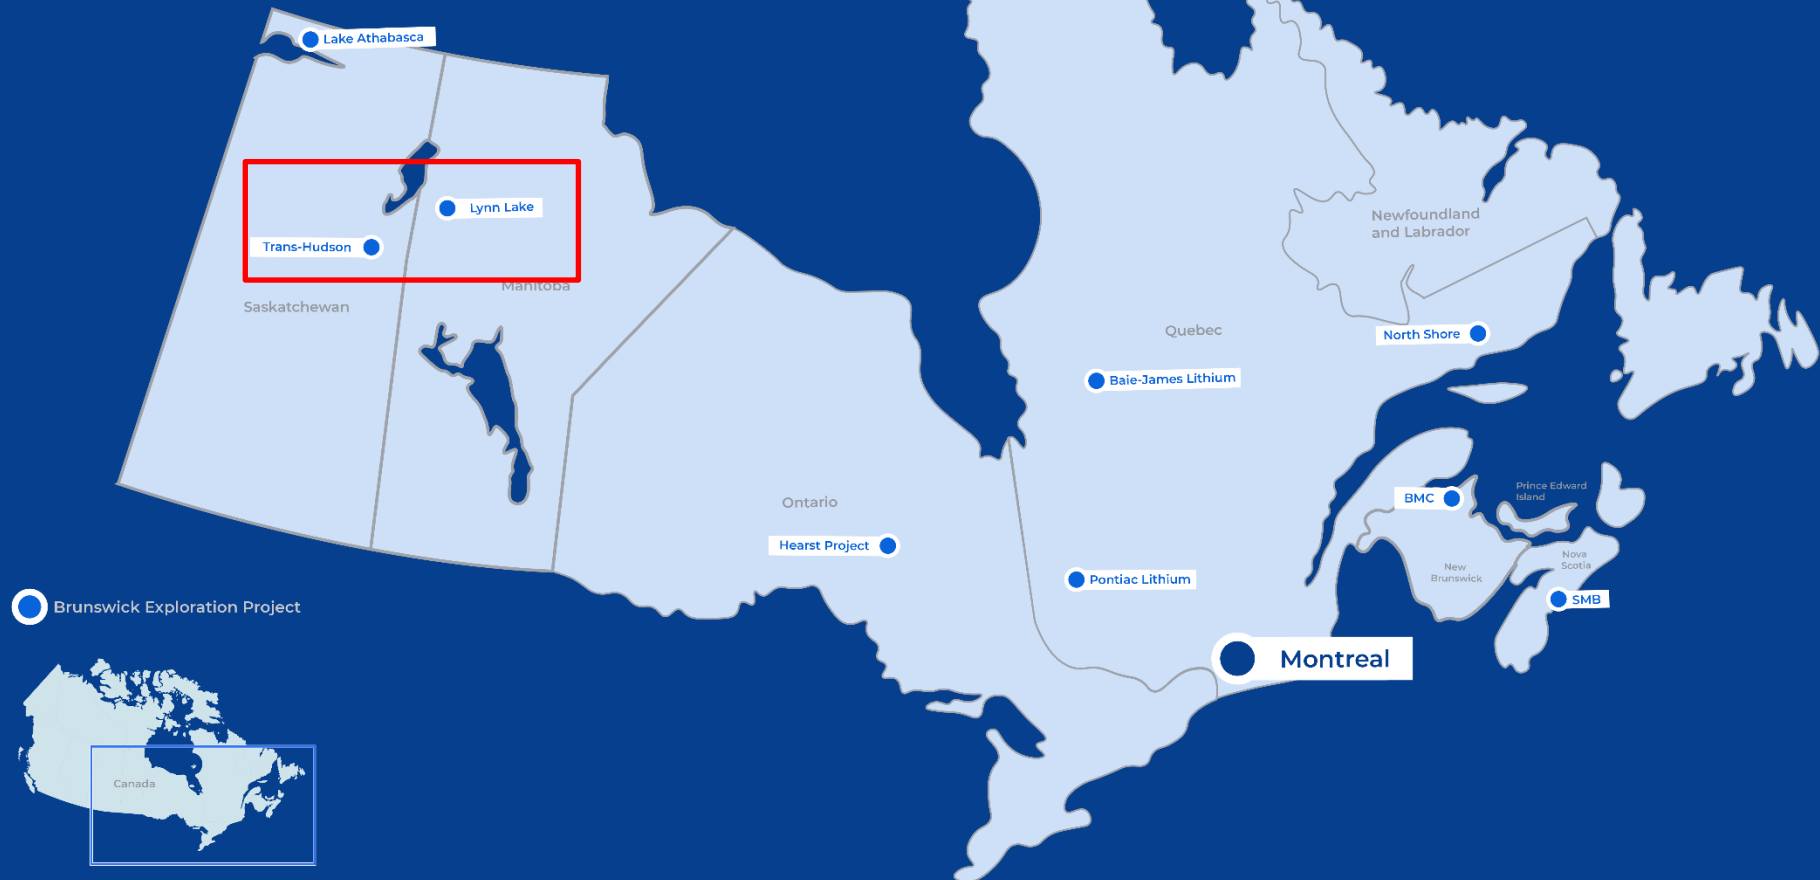 Lake Athabasca
Lynn Lake
Trans-Hudson
Manitoba
Saskatchewan
Newfoundland
and Labrador
Quebec
North Shore
Baie-James Lithium
Ontario
Hearst Project
Pontiac Lithium
BMC
Prince Edward
Island
New
Brunswick
Nova
Scotia
SMB
Montreal
Brunswick Exploration Project
Canada